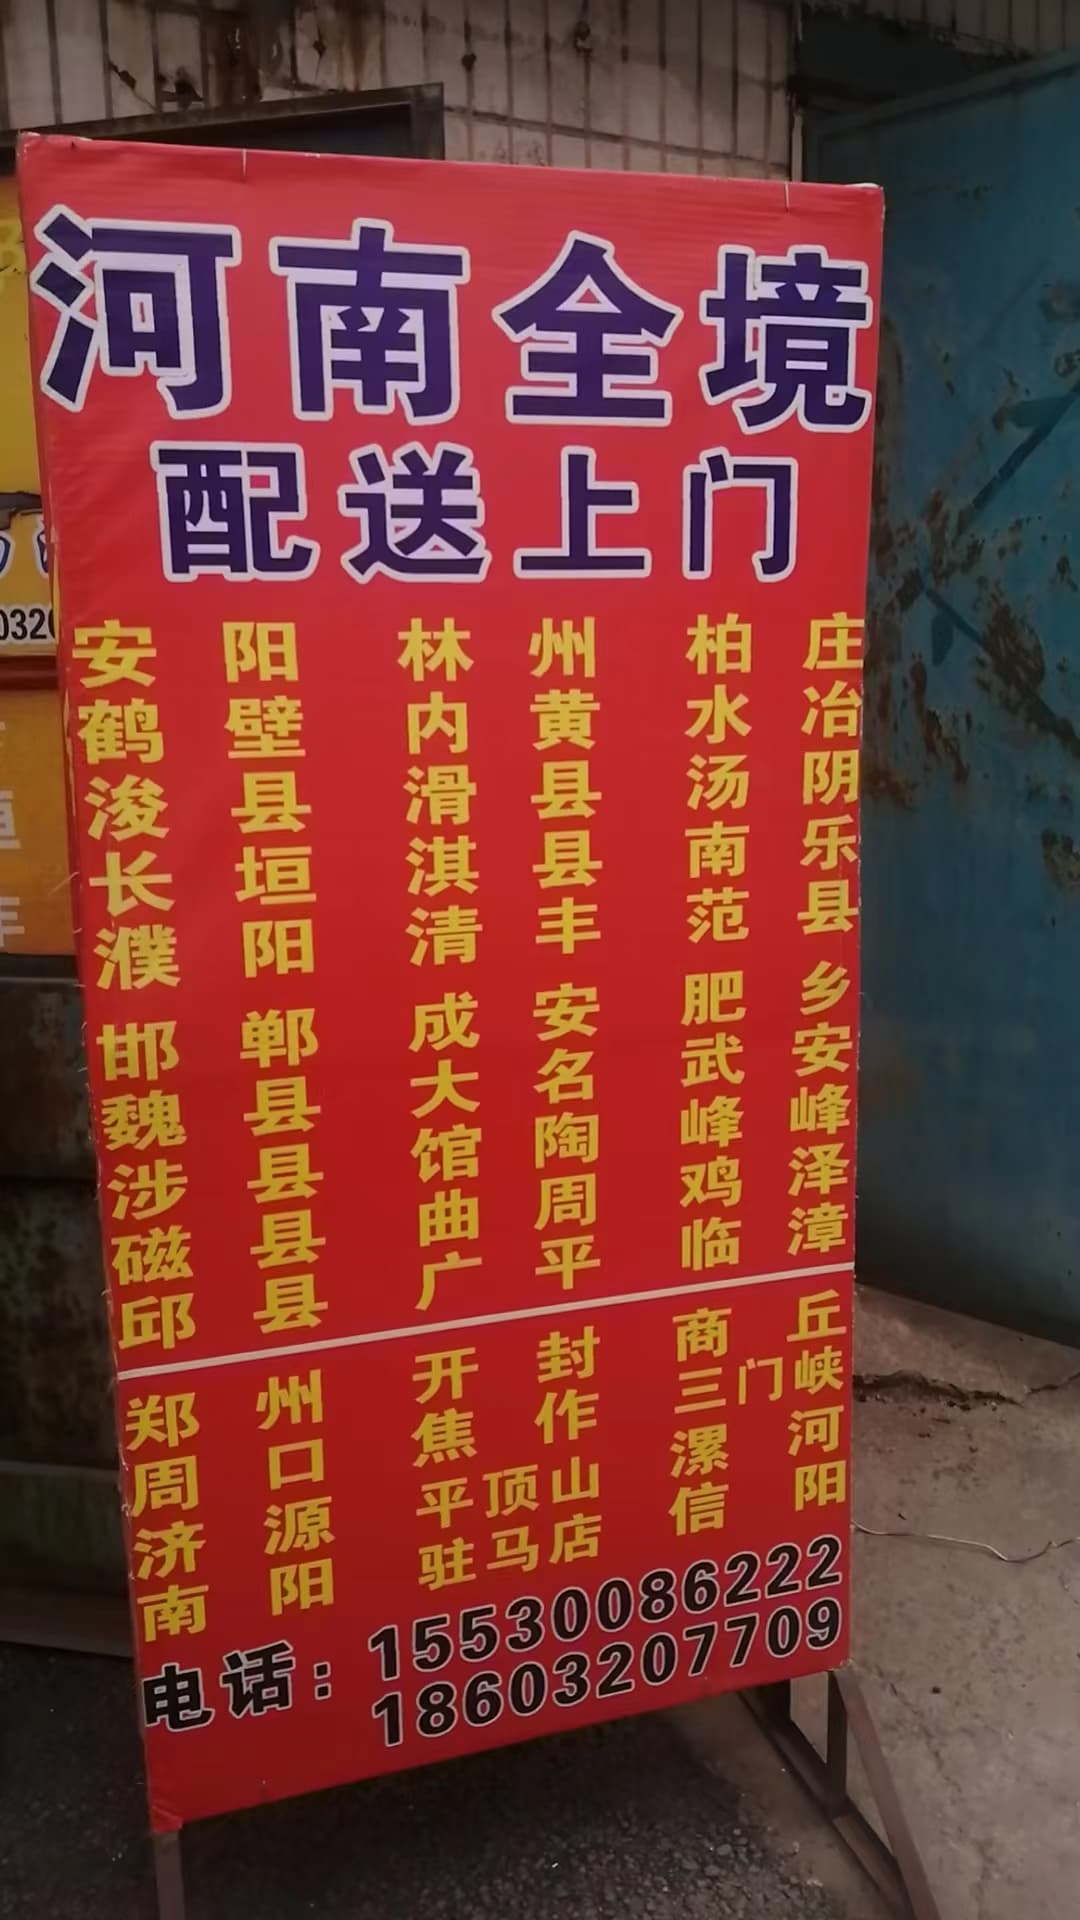 河南全境
配送上门
安阳 林州 柏庄
鹤壁 内黄 水冶
浚县 滑县 汤阴
长垣 淇县 南乐
濮阳 清丰 范县
邯郸 成安 肥乡
魏县 大名 武安
涉县 馆陶 峰峰
磁县 曲周 鸡泽
邱县 广平 临漳
郑州 开封 商丘
周口 焦作 三门峡
济源 平顶山 漯河
南阳 驻马店 信阳
电话：15530086222
18603207709